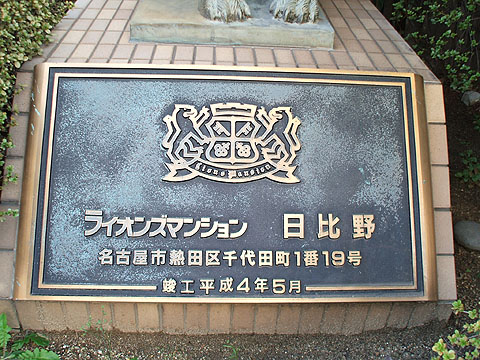 Lions Mansion
ライオンズマンション 日比野
名古屋市熱田区千代田町1番19号
竣工平成4年5月